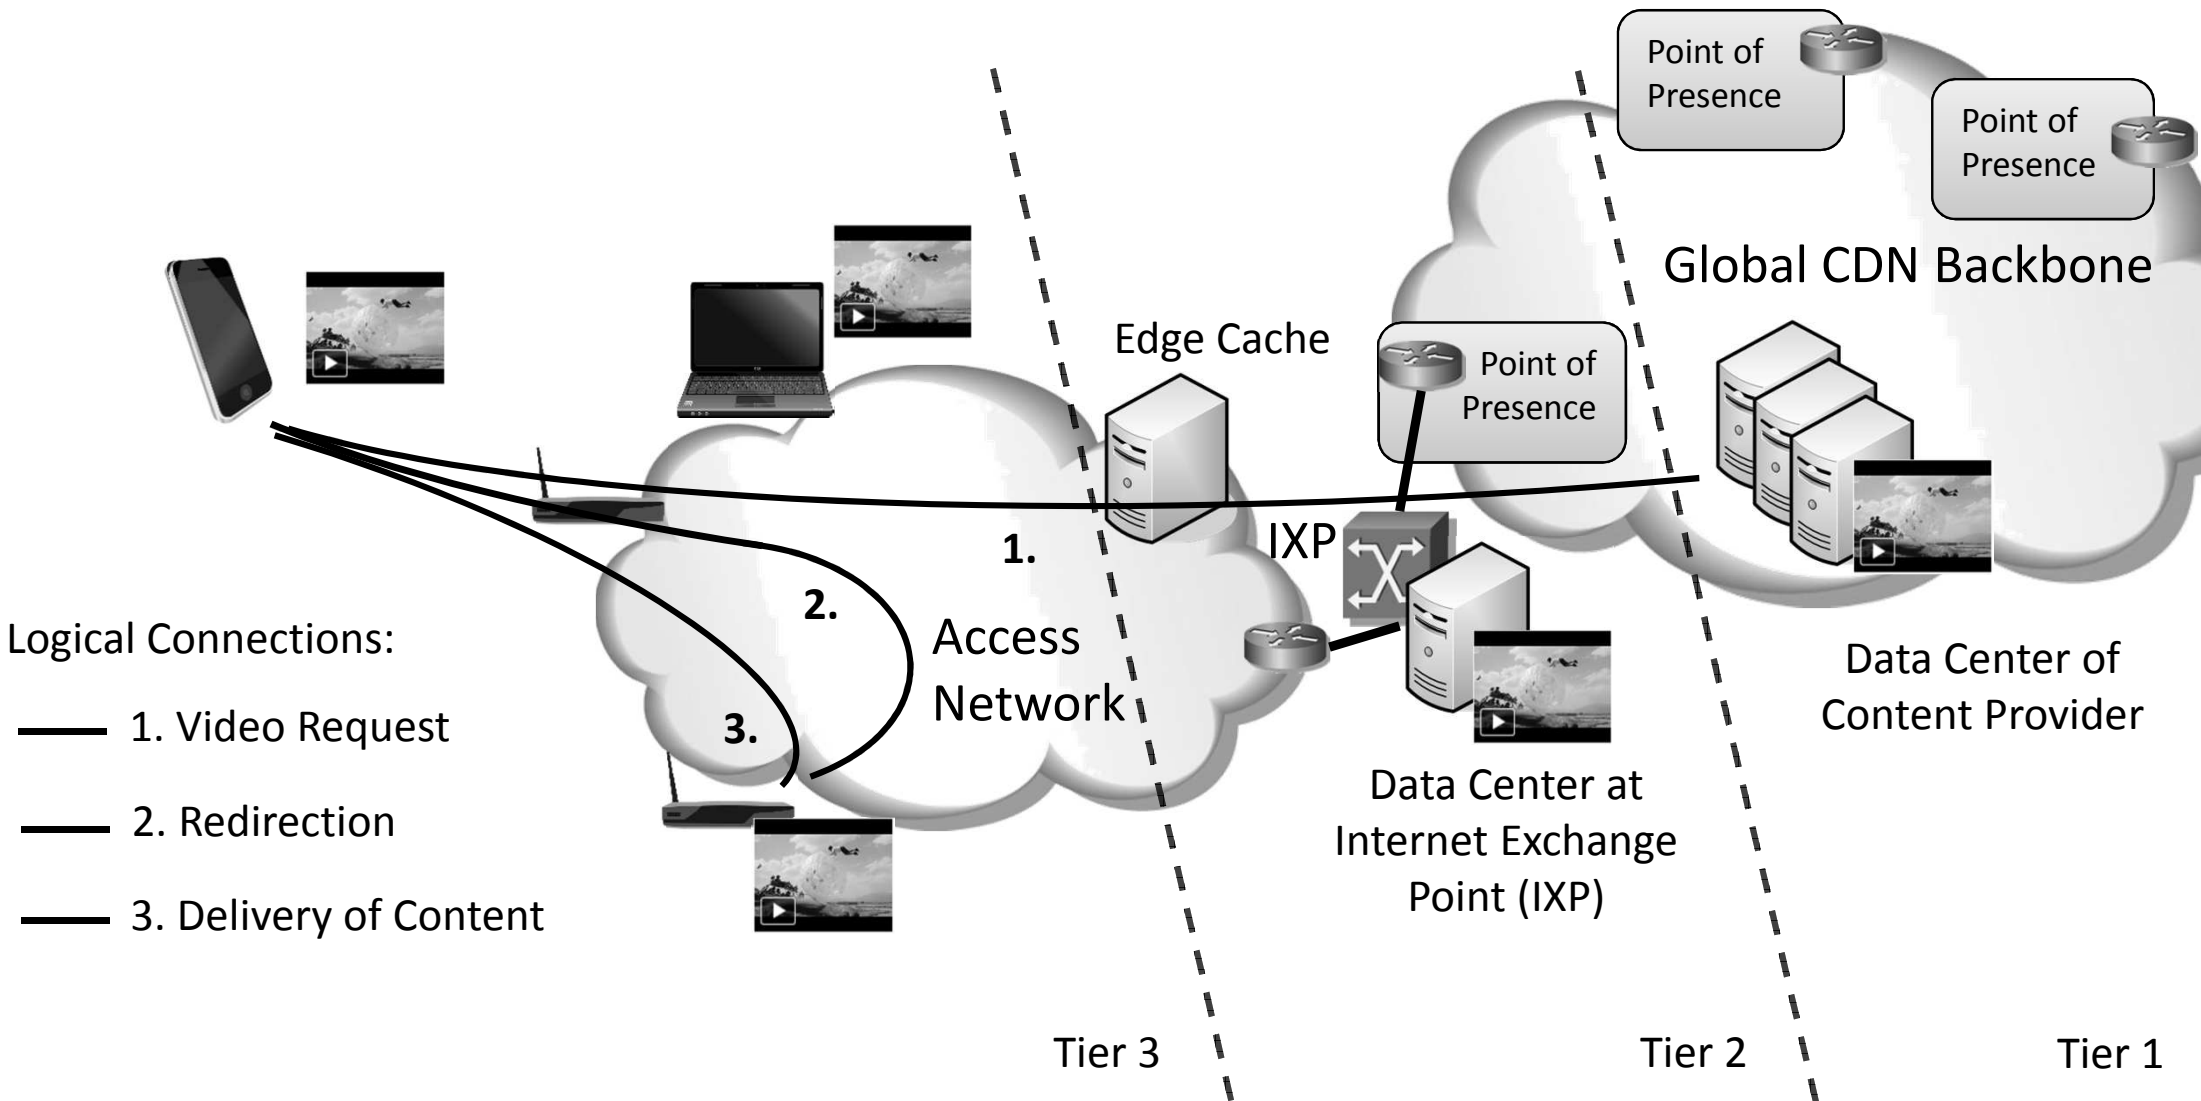 Point of
Presence
Point of
Presence
Global CDN Backbone
Edge Cache
Point of
Presence
IXP
1.
2.
3.
Access
Network
Logical Connections:
1. Video Request
2. Redirection
3. Delivery of Content
Data Center of
Content Provider
Data Center at
Internet Exchange
Point (IXP)
Tier 3
Tier 2
Tier 1